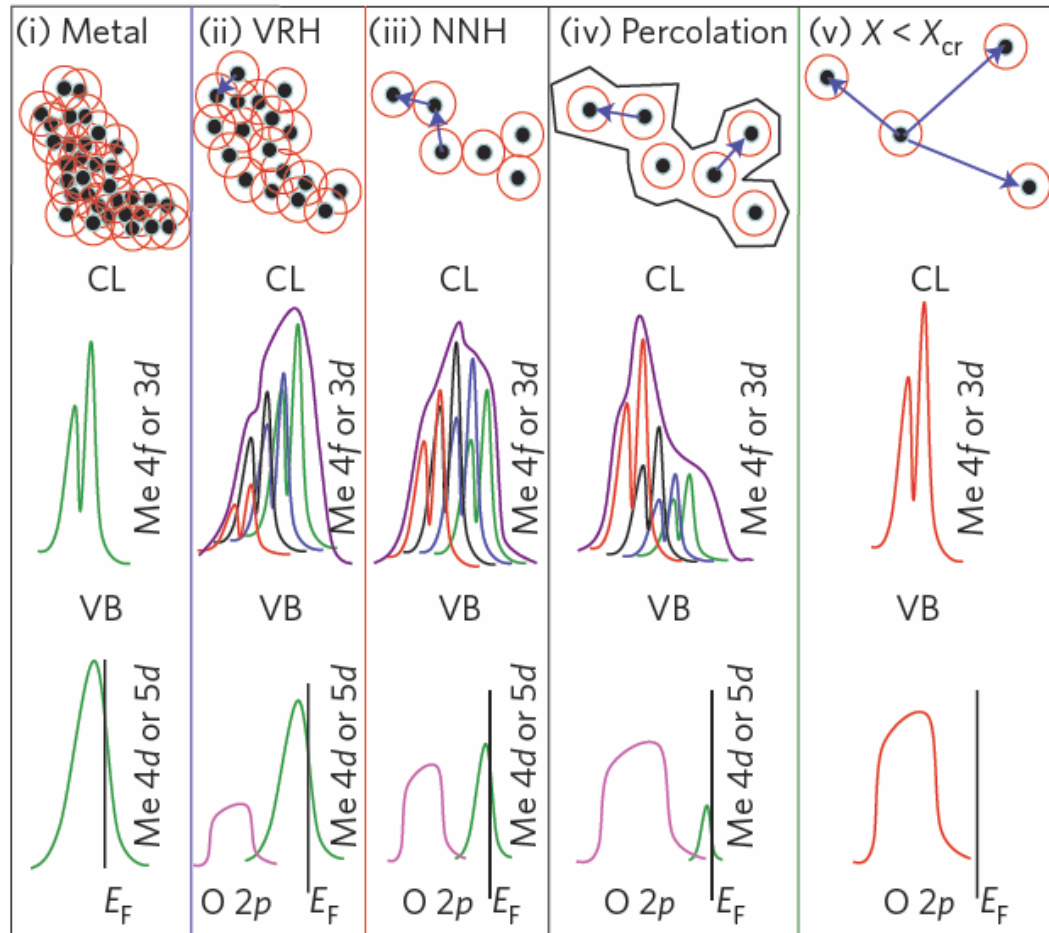 (i) Metal
(ii) VRH
(iii) NNH
(iv) Percolation
(v) X < Xcr
CL
CL
CL
CL
CL
Me 4f or 3d
Me 4f or 3d
Me 4f or 3d
Me 4f or 3d
Me 4f or 3d
VB
VB
VB
VB
VB
Me 4d or 5d
Me 4d or 5d
Me 4d or 5d
Me 4d or 5d
EF
O 2p
EF
O 2p
EF
O 2p
EF
O 2p
EF